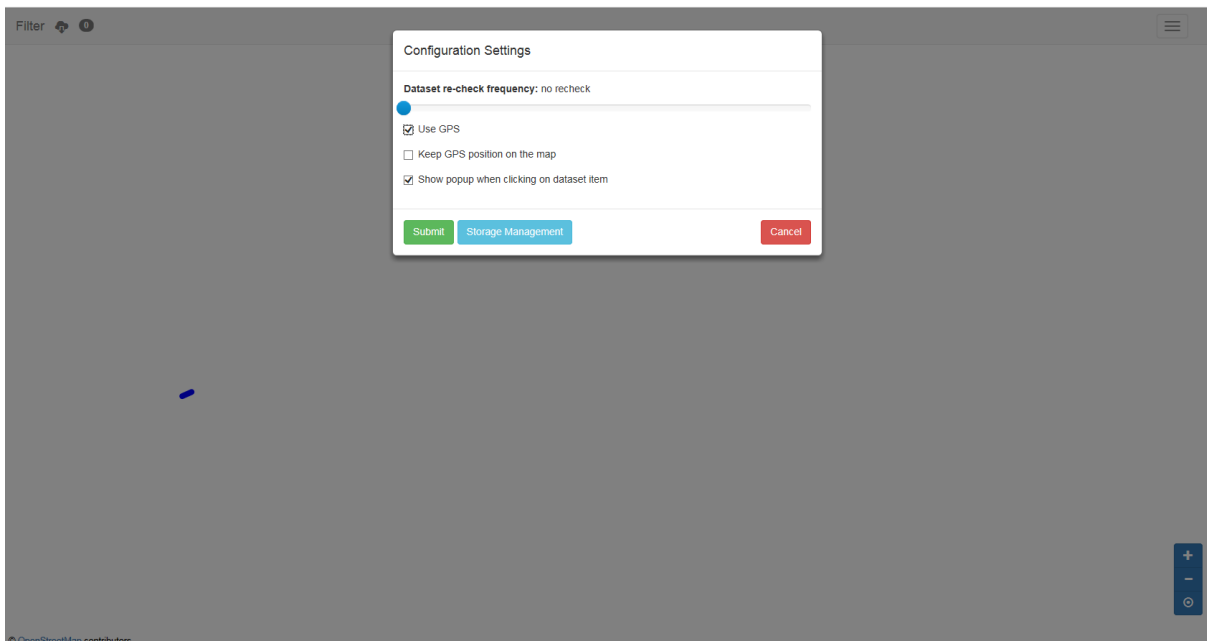 Filter 0
Configuration Settings
Dataset re-check frequency: no recheck
Use GPS
Keep GPS position on the map
Show popup when clicking on dataset item
Submit Storage Management Cancel
© OpenStreetMap contributors